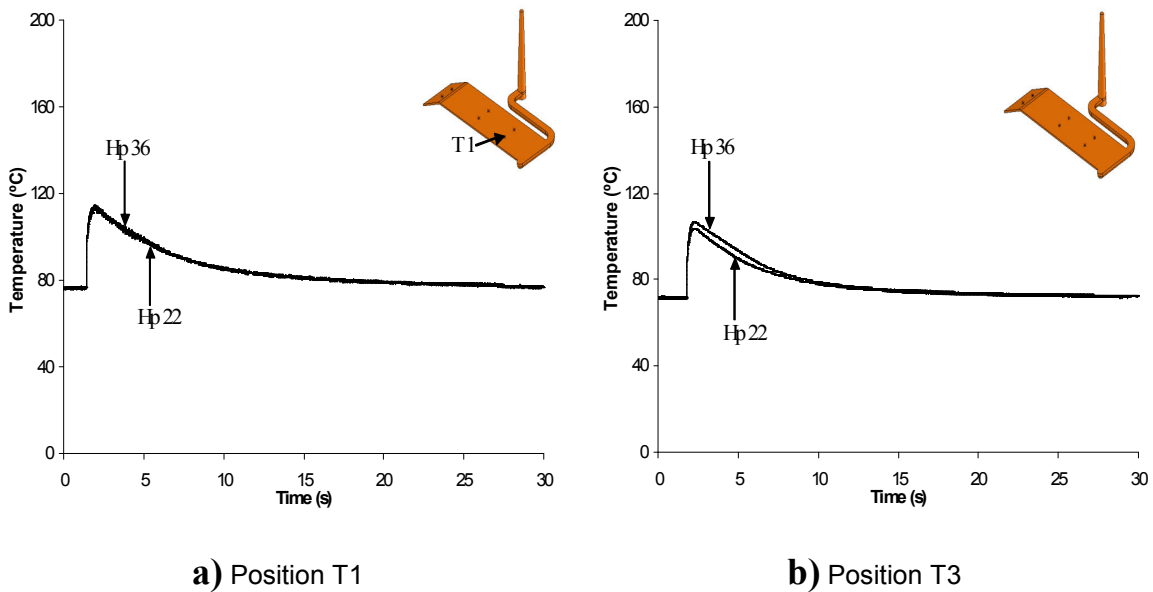 200
160
120
80
40
0
Temperature (ºC)
Hp 36
Hp 22
T1
0 5 10 15 20 25 30
Time (s)
a) Position T1
200
160
120
80
40
0
Temperature (ºC)
Hp 36
Hp 22
0 5 10 15 20 25 30
Time (s)
b) Position T3